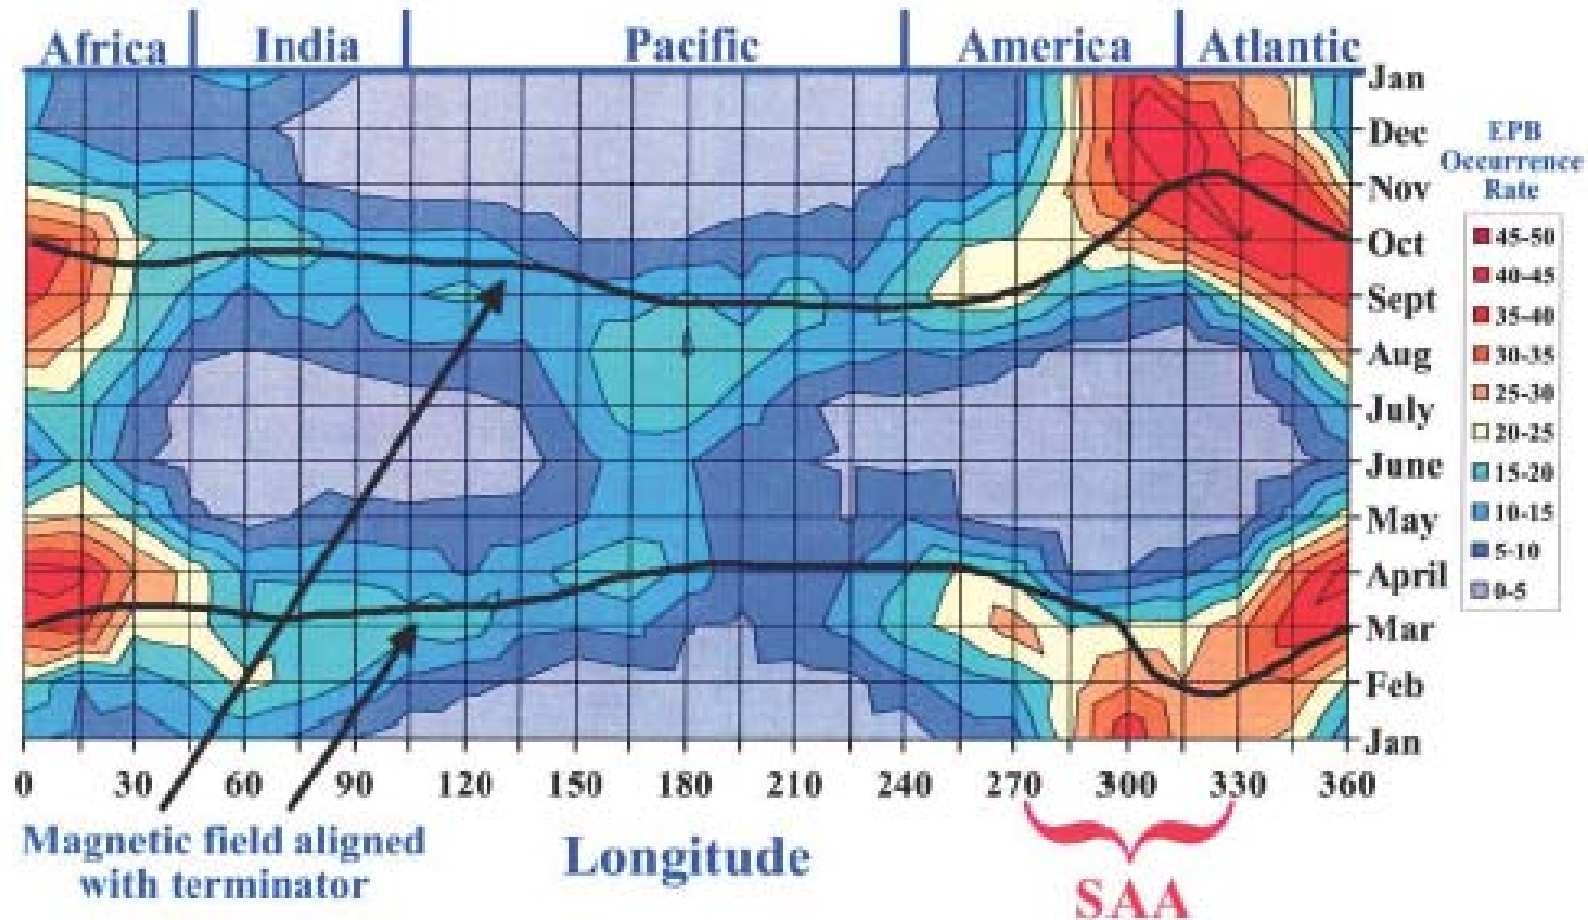 Africa India Pacific America Atlantic
Jan
Dec
Nov
Oct
Sept
Aug
July
June
May
April
Mar
Feb
Jan
EPB
Occurrence
Rate
45-50
40-45
35-40
30-35
25-30
20-25
15-20
10-15
5-10
0-5
0 30 60 90 120 150 180 210 240 270 300 330 360
Magnetic field aligned
with terminator
Longitude
SAA